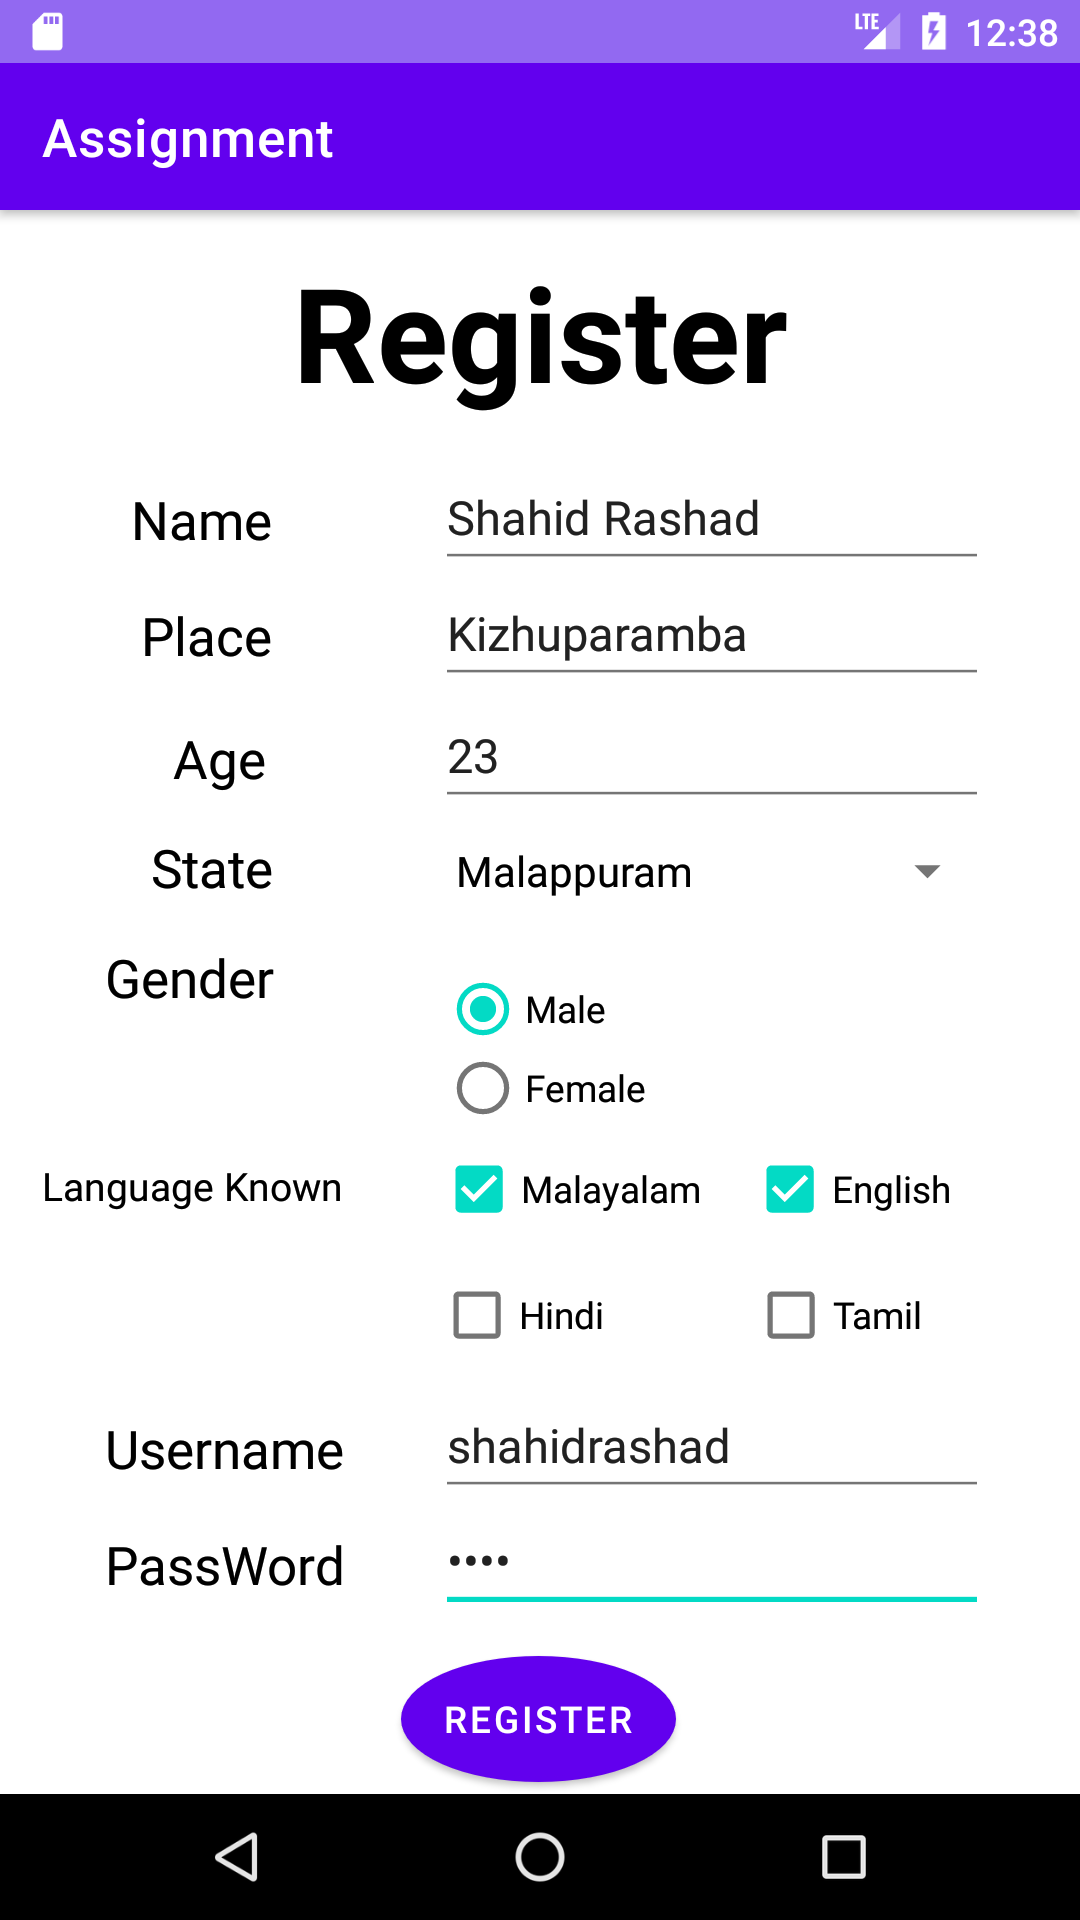 LTE 12:38
Assignment
Register
Name Shahid Rashad
Place Kizhuparamba
Age 23
State Malappuram
Gender
Male
Female
Language Known Malayalam English
Hindi Tamil
Username shahidrashad
PassWord ••••
REGISTER